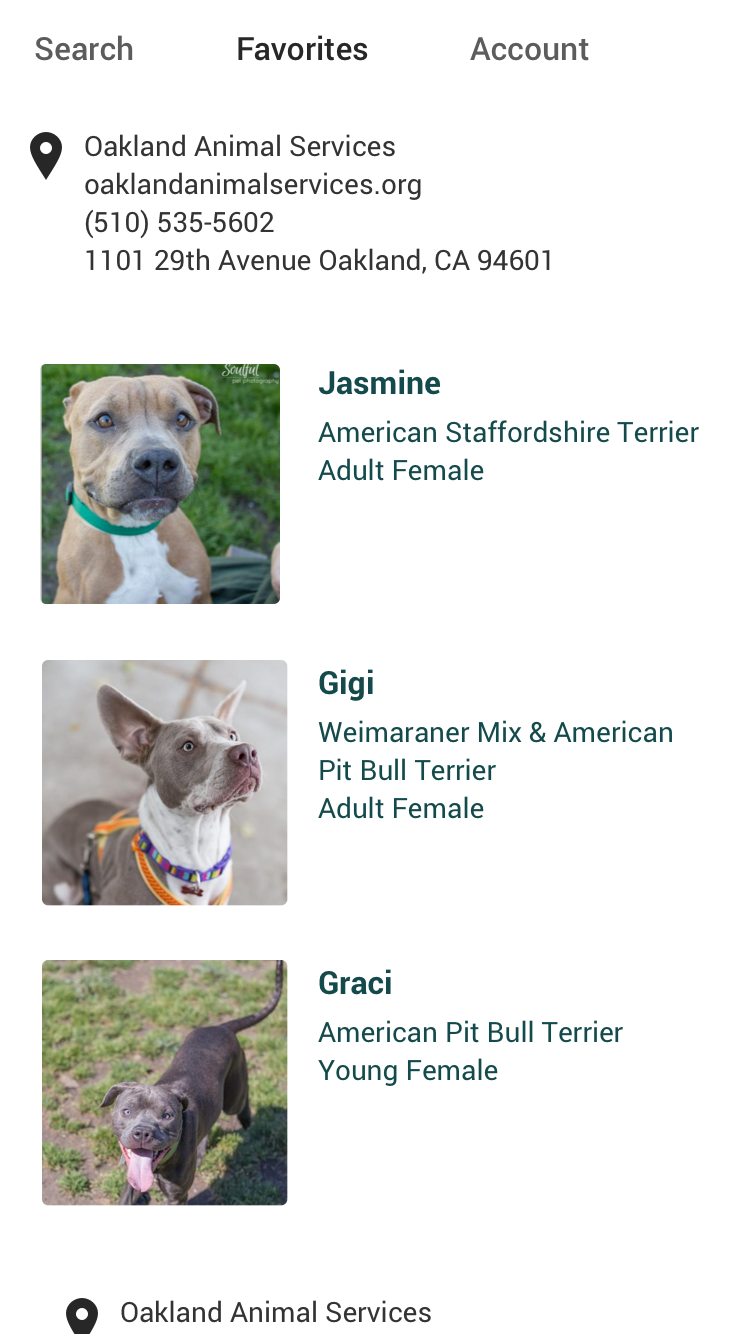 Search Favorites Account
Oakland Animal Services
oaklandanimalservices.org
(510) 535-5602
1101 29th Avenue Oakland, CA 94601
Soulful
pet photography
Jasmine
American Staffordshire Terrier
Adult Female
Gigi
Weimaraner Mix & American
Pit Bull Terrier
Adult Female
Graci
American Pit Bull Terrier
Young Female
Oakland Animal Services